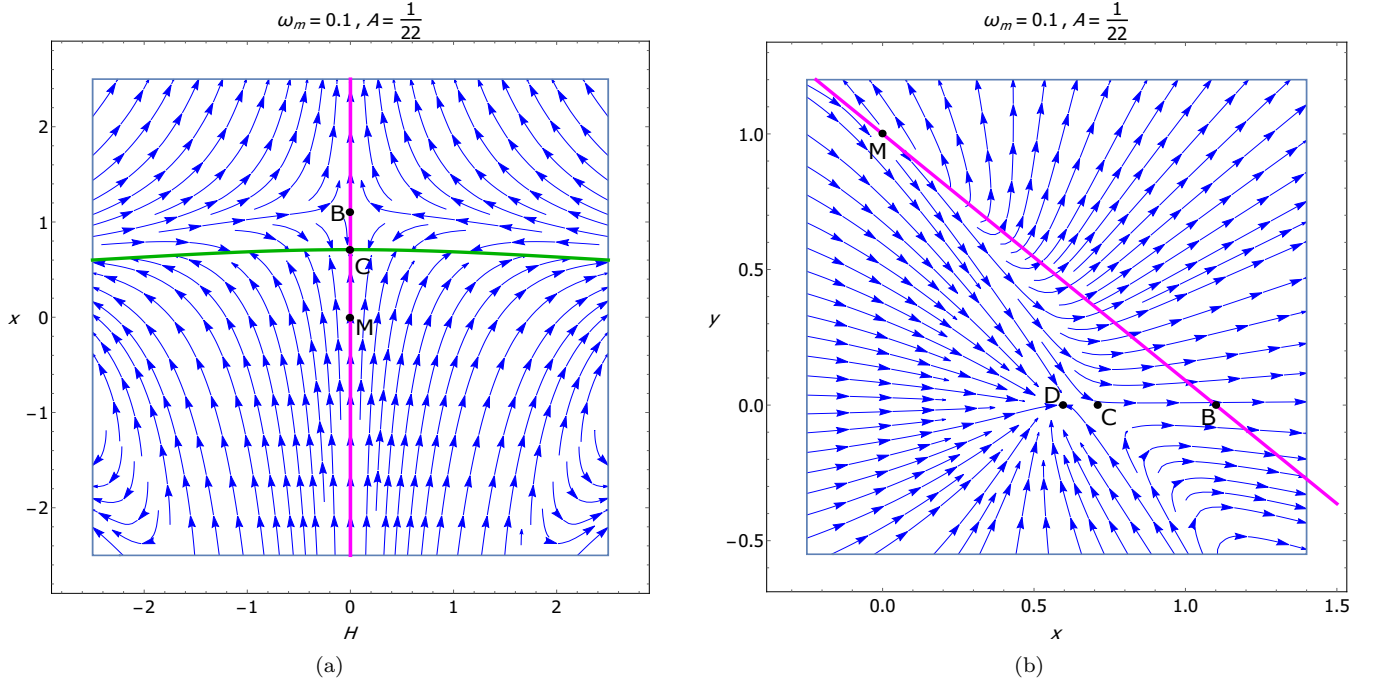 ω_m = 0.1 , A = 1/22
2
1
0
−1
−2
−2
−1
0
1
2
x
H
B
C
M
(a)
ω_m = 0.1 , A = 1/22
1.0
0.5
0.0
−0.5
0.0
0.5
1.0
1.5
y
x
M
D
C
B
(b)